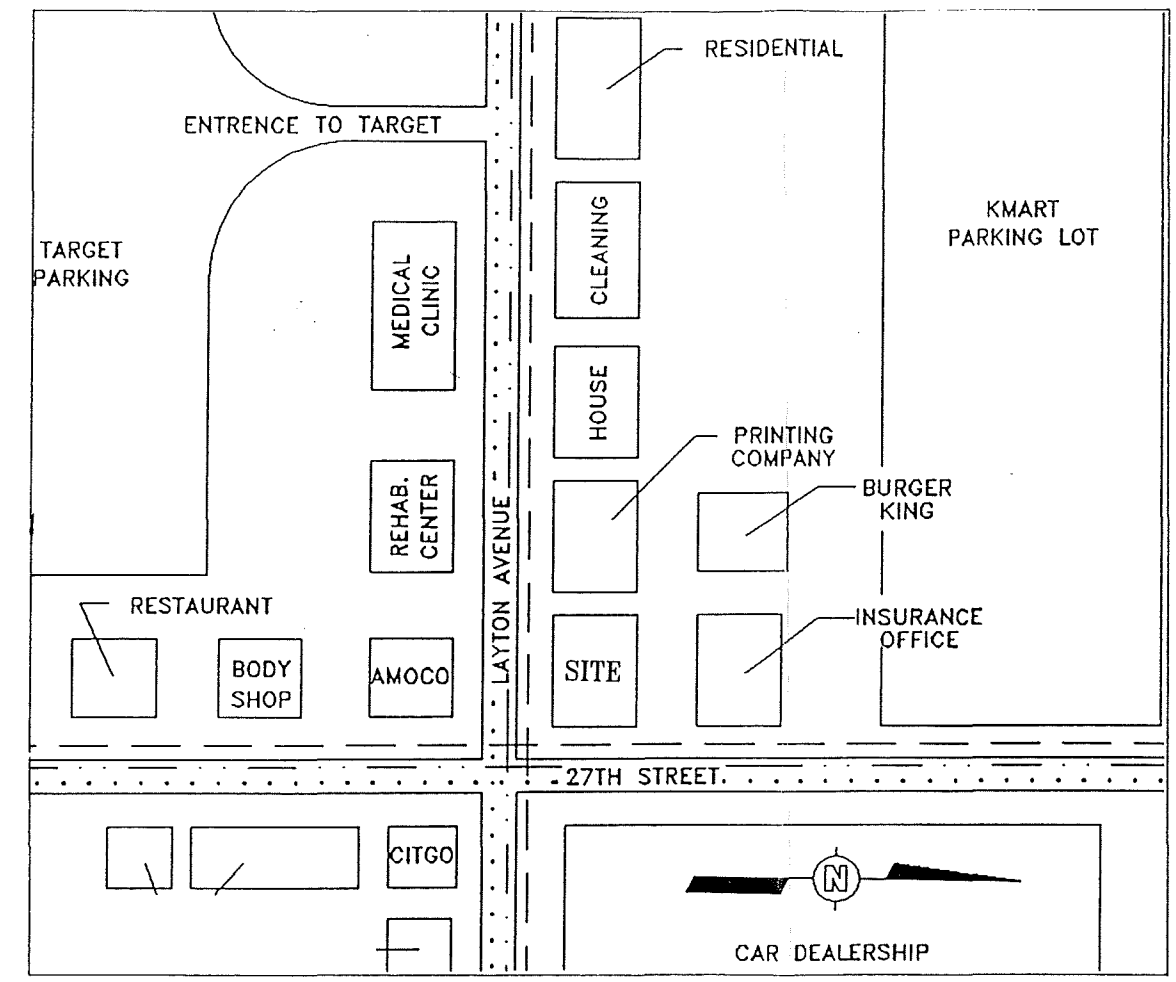 RESIDENTIAL
ENTRENCE TO TARGET
CLEANING
KMART
PARKING LOT
TARGET
PARKING
MEDICAL
CLINIC
HOUSE
PRINTING
COMPANY
BURGER
KING
REHAB.
CENTER
LAYTON AVENUE
RESTAURANT
INSURANCE
OFFICE
BODY
SHOP
AMOCO
SITE
27TH STREET
CITGO
N
CAR DEALERSHIP